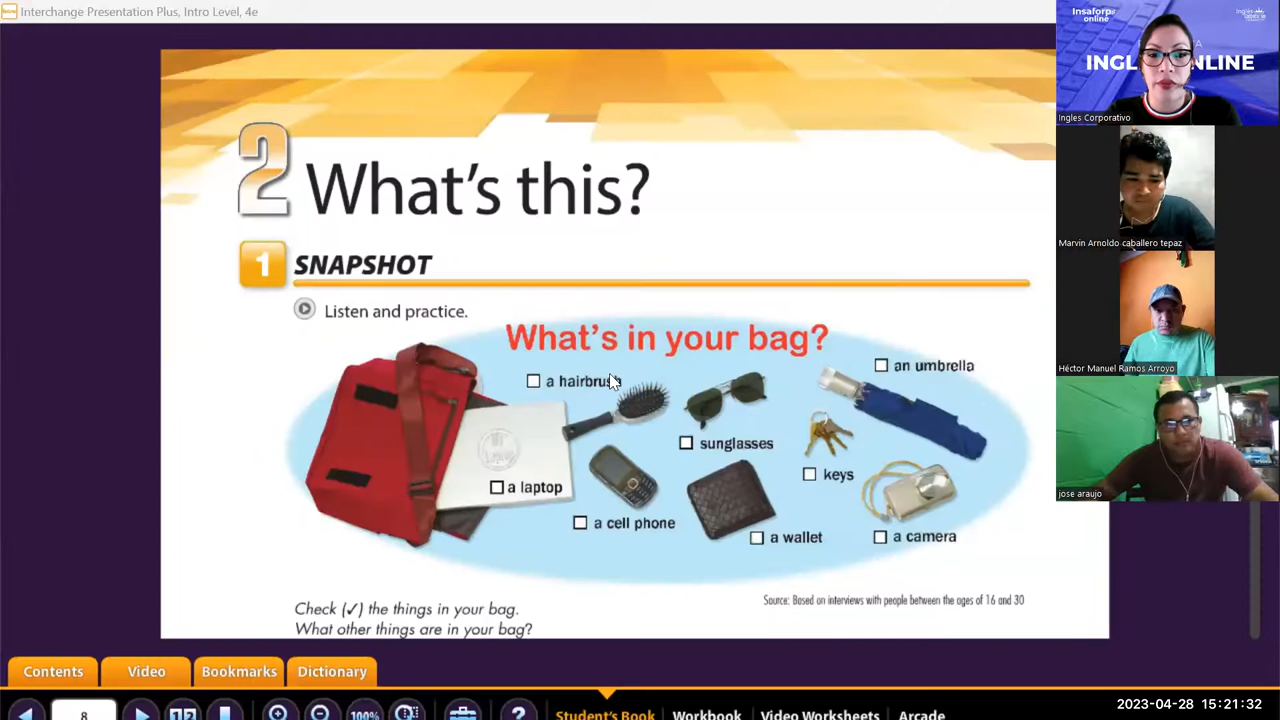 Interchange Presentation Plus, Intro Level, 4e
2 What's this?
1 SNAPSHOT
Listen and practice.
What's in your bag?
a hairbrush
an umbrella
sunglasses
keys
a laptop
a cell phone
a wallet
a camera
Source: Based on interviews with people between the ages of 16 and 30
Check (✓) the things in your bag.
What other things are in your bag?
Contents
Video
Bookmarks
Dictionary
8
1 2
100%
?
Student's Book
Workbook
Video Worksheets
Arcade
Insaforp
online
INGL NLINE
Ingles Corporativo
Marvin Arnoldo caballero tepaz
Héctor Manuel Ramos Arroyo
jose araujo
2023-04-28 15:21:32